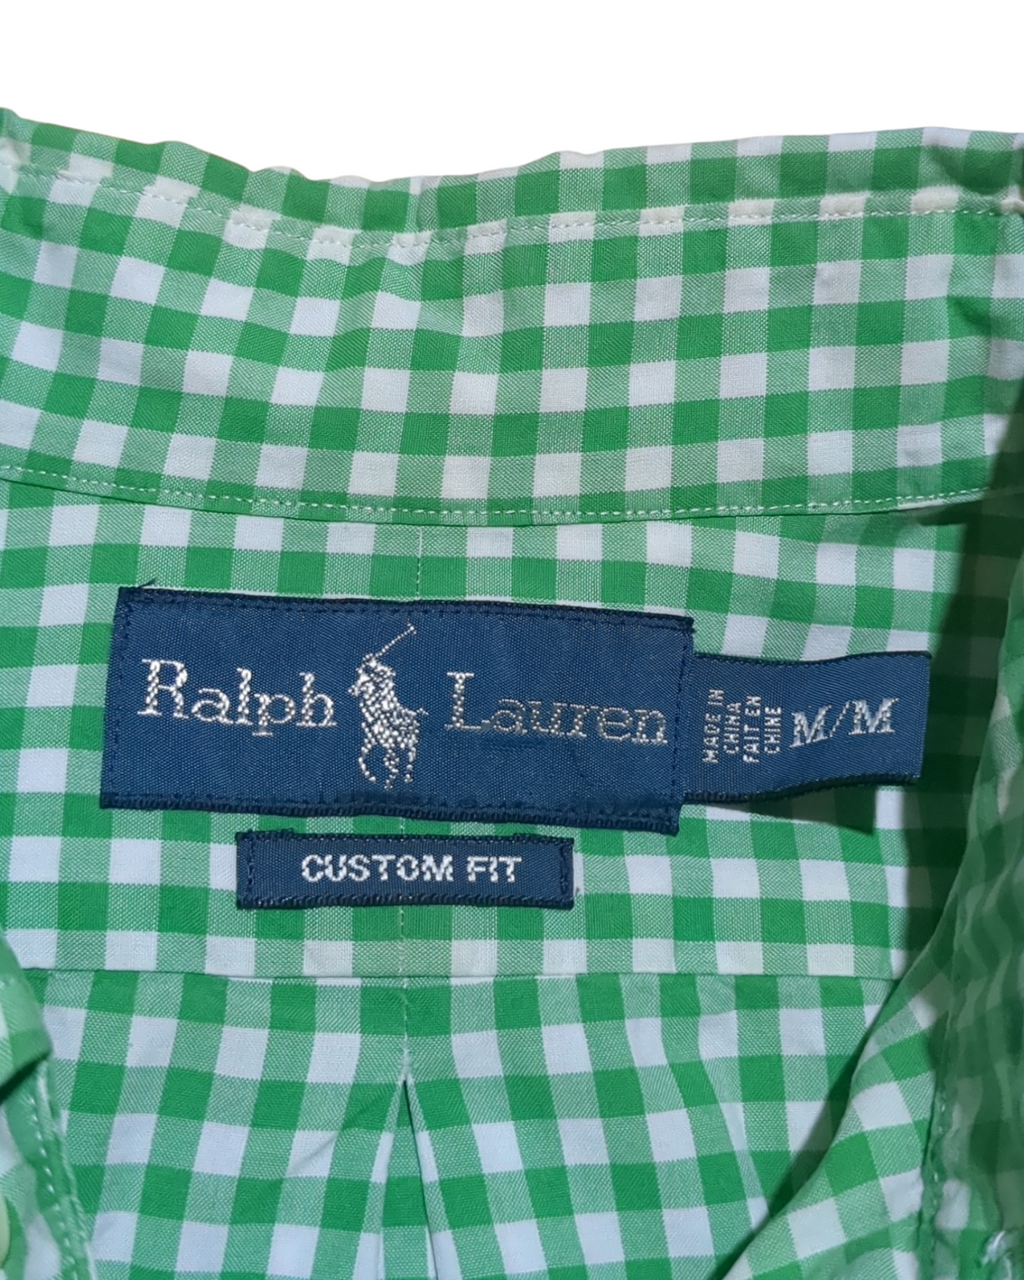 Ralph Lauren
MADE IN
CHINA
FAIT EN
CHINE
M/M
CUSTOM FIT